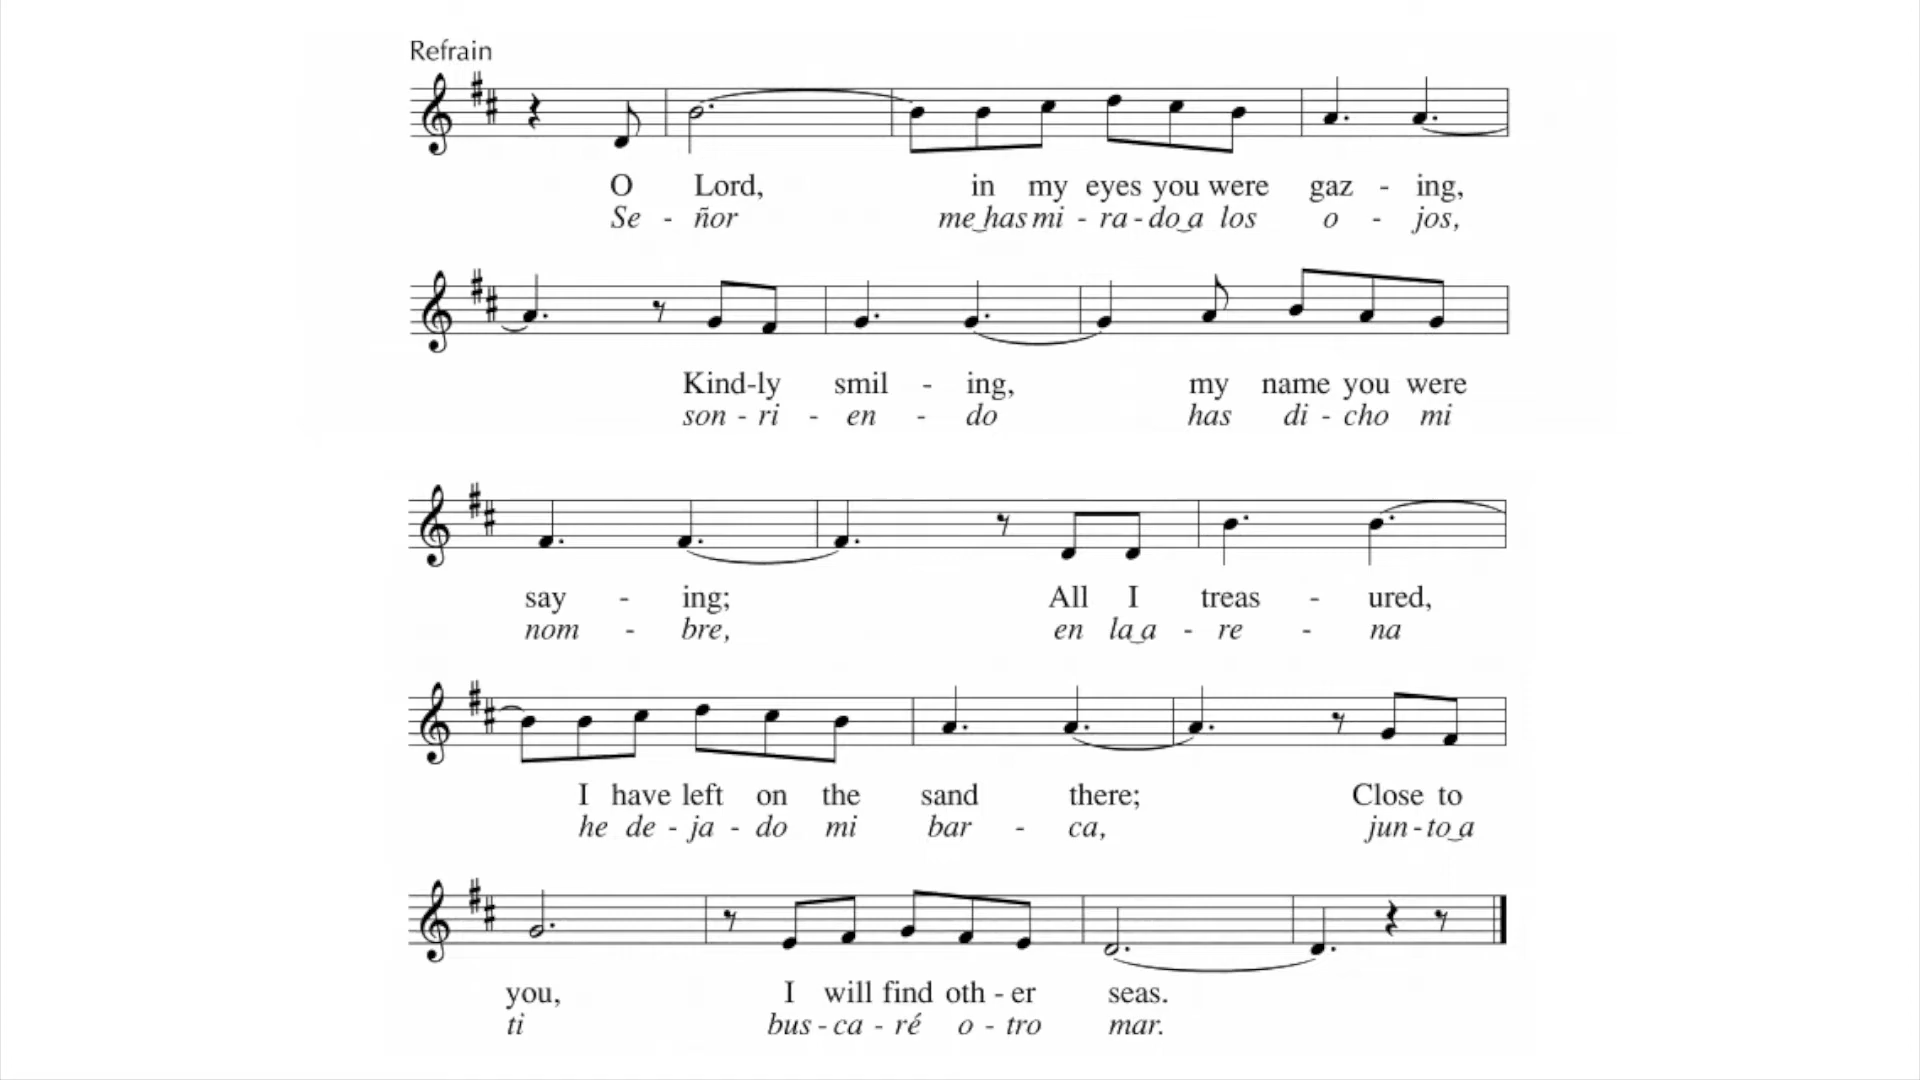 Refrain
O Lord, in my eyes you were gaz - ing,
Se - ñor me‿has mi - ra - do‿a los o - jos,
Kind-ly smil - ing, my name you were
son - ri - en - do has di - cho mi
say - ing; All I treas - ured,
nom - bre, en la‿a - re - na
I have left on the sand there; Close to
he de - ja - do mi bar - ca, jun - to‿a
you, I will find oth - er seas.
ti bus - ca - ré o - tro mar.